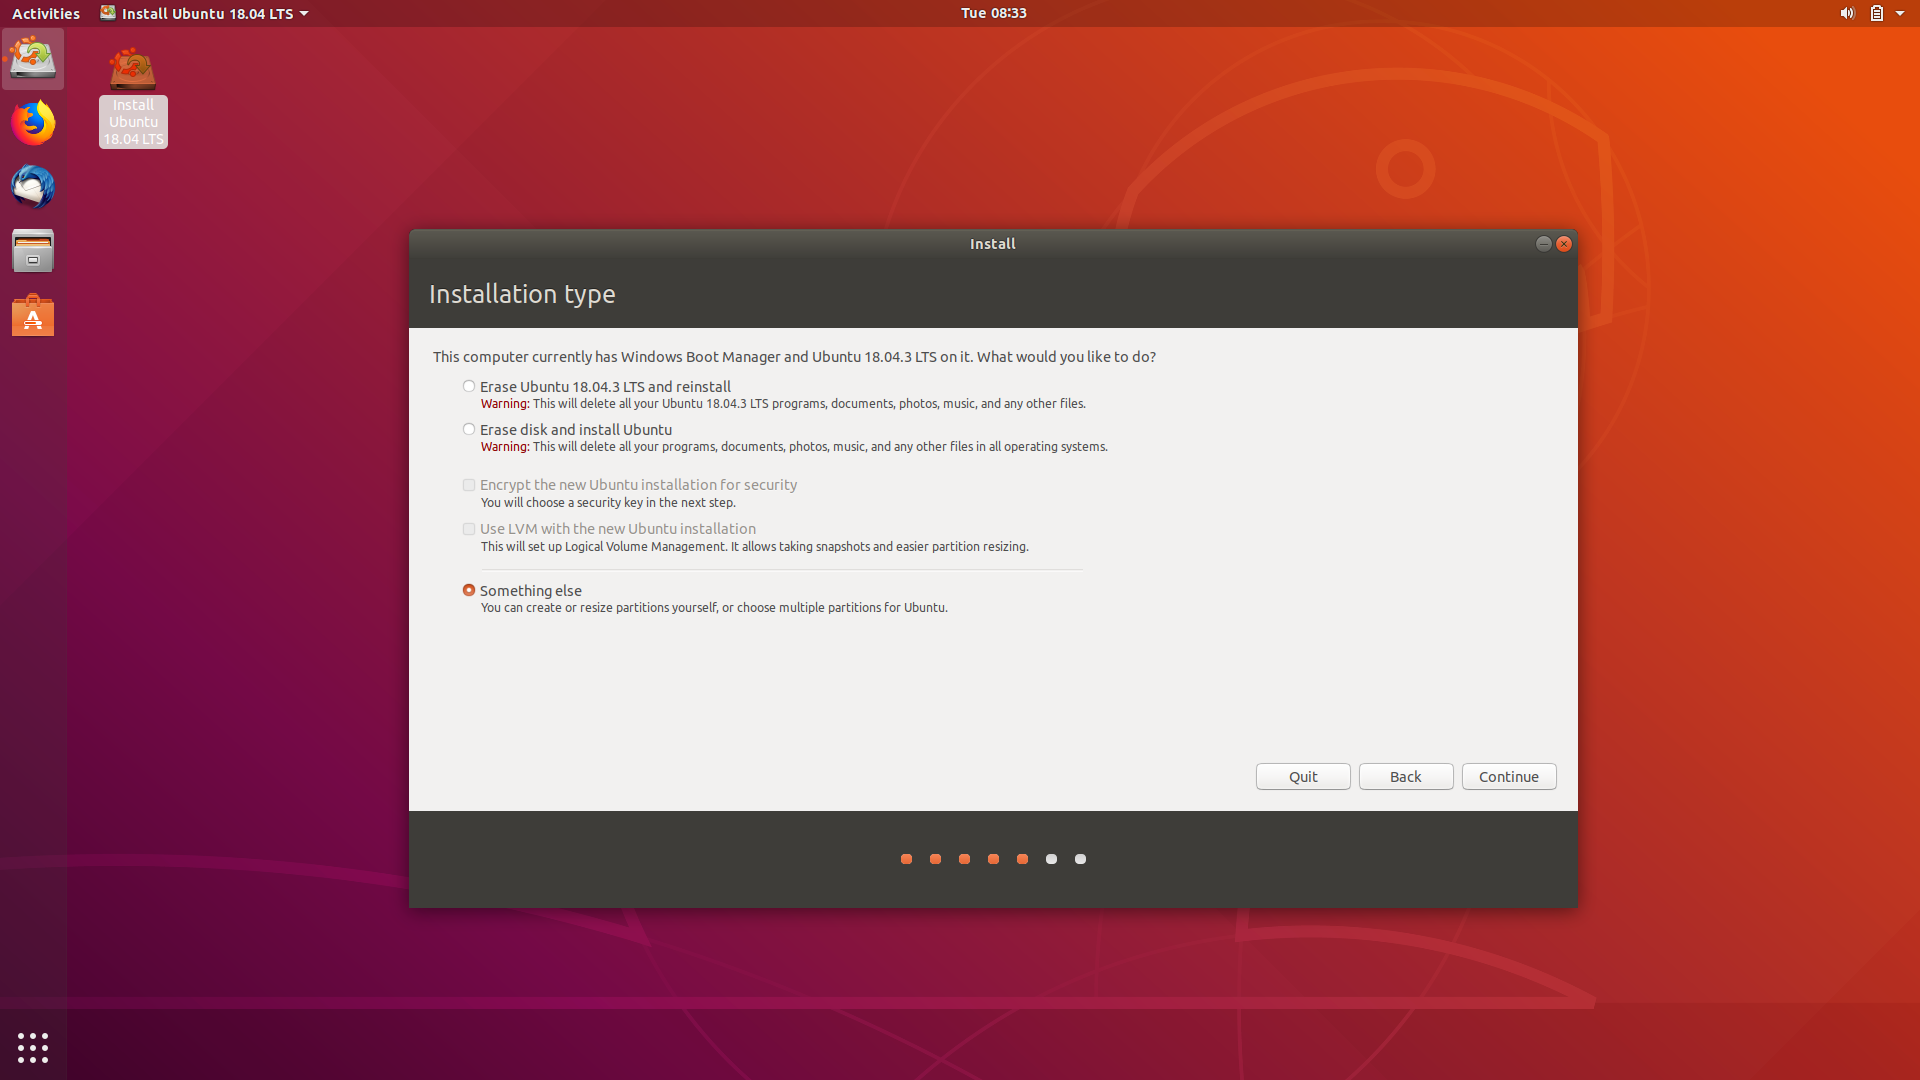 Activities
Install Ubuntu 18.04 LTS
Tue 08:33
Install
Ubuntu
18.04 LTS
Install
Installation type
This computer currently has Windows Boot Manager and Ubuntu 18.04.3 LTS on it. What would you like to do?
Erase Ubuntu 18.04.3 LTS and reinstall
Warning: This will delete all your Ubuntu 18.04.3 LTS programs, documents, photos, music, and any other files.
Erase disk and install Ubuntu
Warning: This will delete all your programs, documents, photos, music, and any other files in all operating systems.
Encrypt the new Ubuntu installation for security
You will choose a security key in the next step.
Use LVM with the new Ubuntu installation
This will set up Logical Volume Management. It allows taking snapshots and easier partition resizing.
Something else
You can create or resize partitions yourself, or choose multiple partitions for Ubuntu.
Quit
Back
Continue